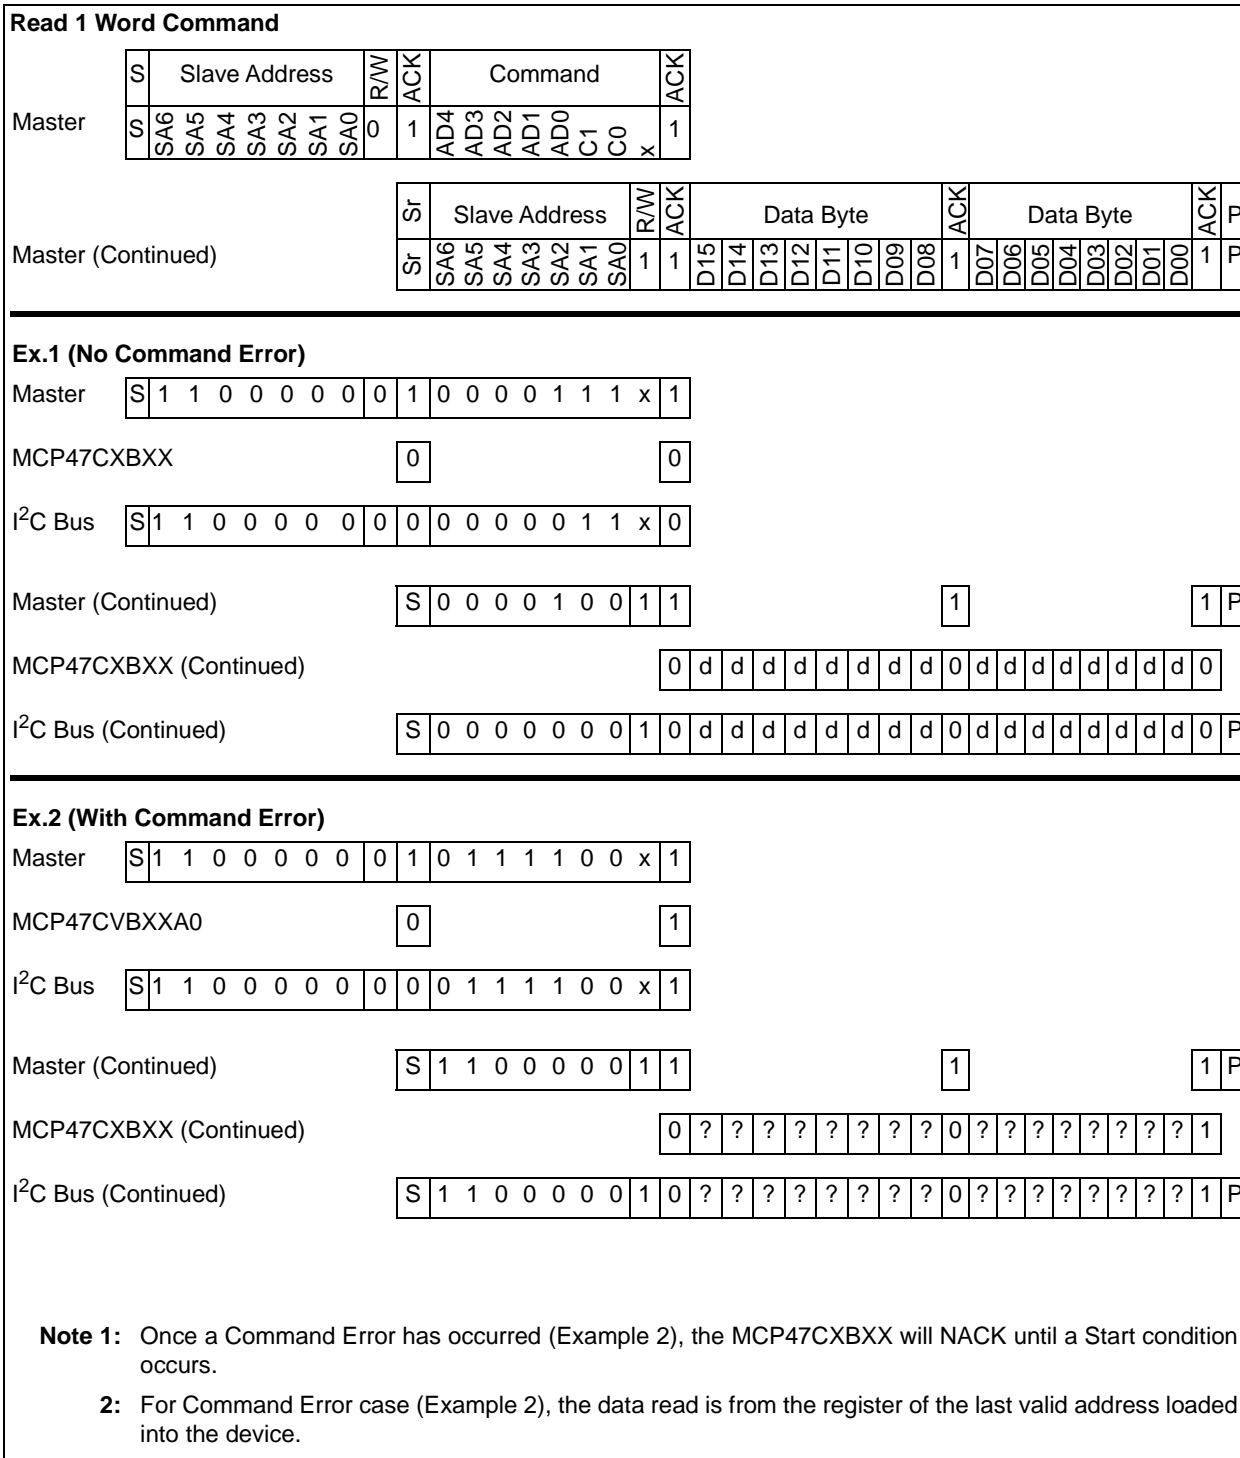 Read 1 Word Command
S Slave Address R/W ACK Command ACK
Master S SA6 SA5 SA4 SA3 SA2 SA1 SA0 0 1 AD4 AD3 AD2 AD1 AD0 C1 C0 x 1
Sr Slave Address R/W ACK Data Byte ACK Data Byte ACK P
Master (Continued) Sr SA6 SA5 SA4 SA3 SA2 SA1 SA0 1 1 D15 D14 D13 D12 D11 D10 D09 D08 1 D07 D06 D05 D04 D03 D02 D01 D00 1 P
Ex.1 (No Command Error)
Master S 1 1 0 0 0 0 0 0 1 0 0 0 0 1 1 1 x 1
MCP47CXBXX 0 0
I2C Bus S 1 1 0 0 0 0 0 0 0 0 0 0 0 0 1 1 x 0
Master (Continued) S 0 0 0 0 1 0 0 1 1 1 1 P
MCP47CXBXX (Continued) 0 d d d d d d d d 0 d d d d d d d d 0
I2C Bus (Continued) S 0 0 0 0 0 0 0 1 0 d d d d d d d d 0 d d d d d d d d 0 P
Ex.2 (With Command Error)
Master S 1 1 0 0 0 0 0 0 1 0 1 1 1 1 0 0 x 1
MCP47CVBXXA0 0 1
I2C Bus S 1 1 0 0 0 0 0 0 0 0 1 1 1 1 0 0 x 1
Master (Continued) S 1 1 0 0 0 0 0 1 1 1 1 P
MCP47CXBXX (Continued) 0 ? ? ? ? ? ? ? ? 0 ? ? ? ? ? ? ? ? 1
I2C Bus (Continued) S 1 1 0 0 0 0 0 1 0 ? ? ? ? ? ? ? ? 0 ? ? ? ? ? ? ? ? 1 P
Note 1: Once a Command Error has occurred (Example 2), the MCP47CXBXX will NACK until a Start condition
occurs.
2: For Command Error case (Example 2), the data read is from the register of the last valid address loaded
into the device.